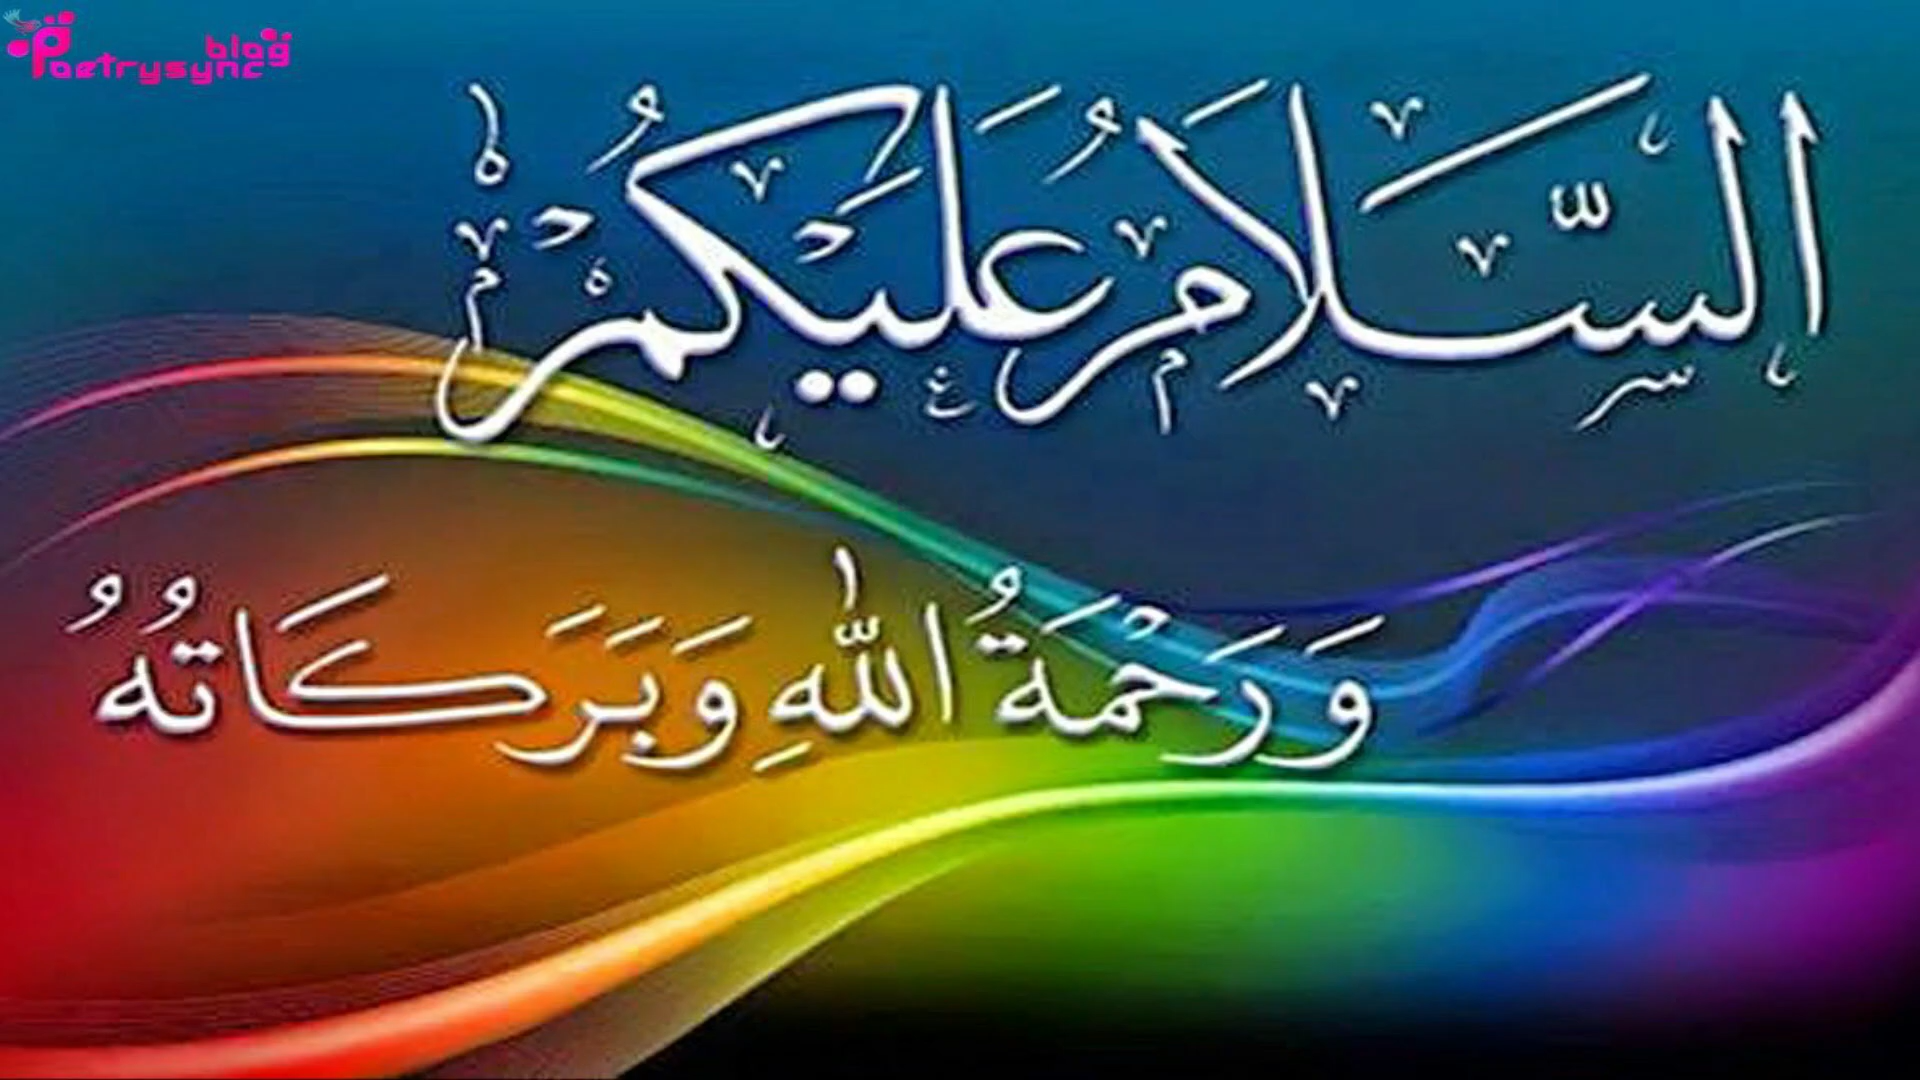 Poetrysync blog
السَّلَامُ عَلَيْكُمْ
وَرَحْمَةُ اللهِ وَبَرَكَاتُهُ